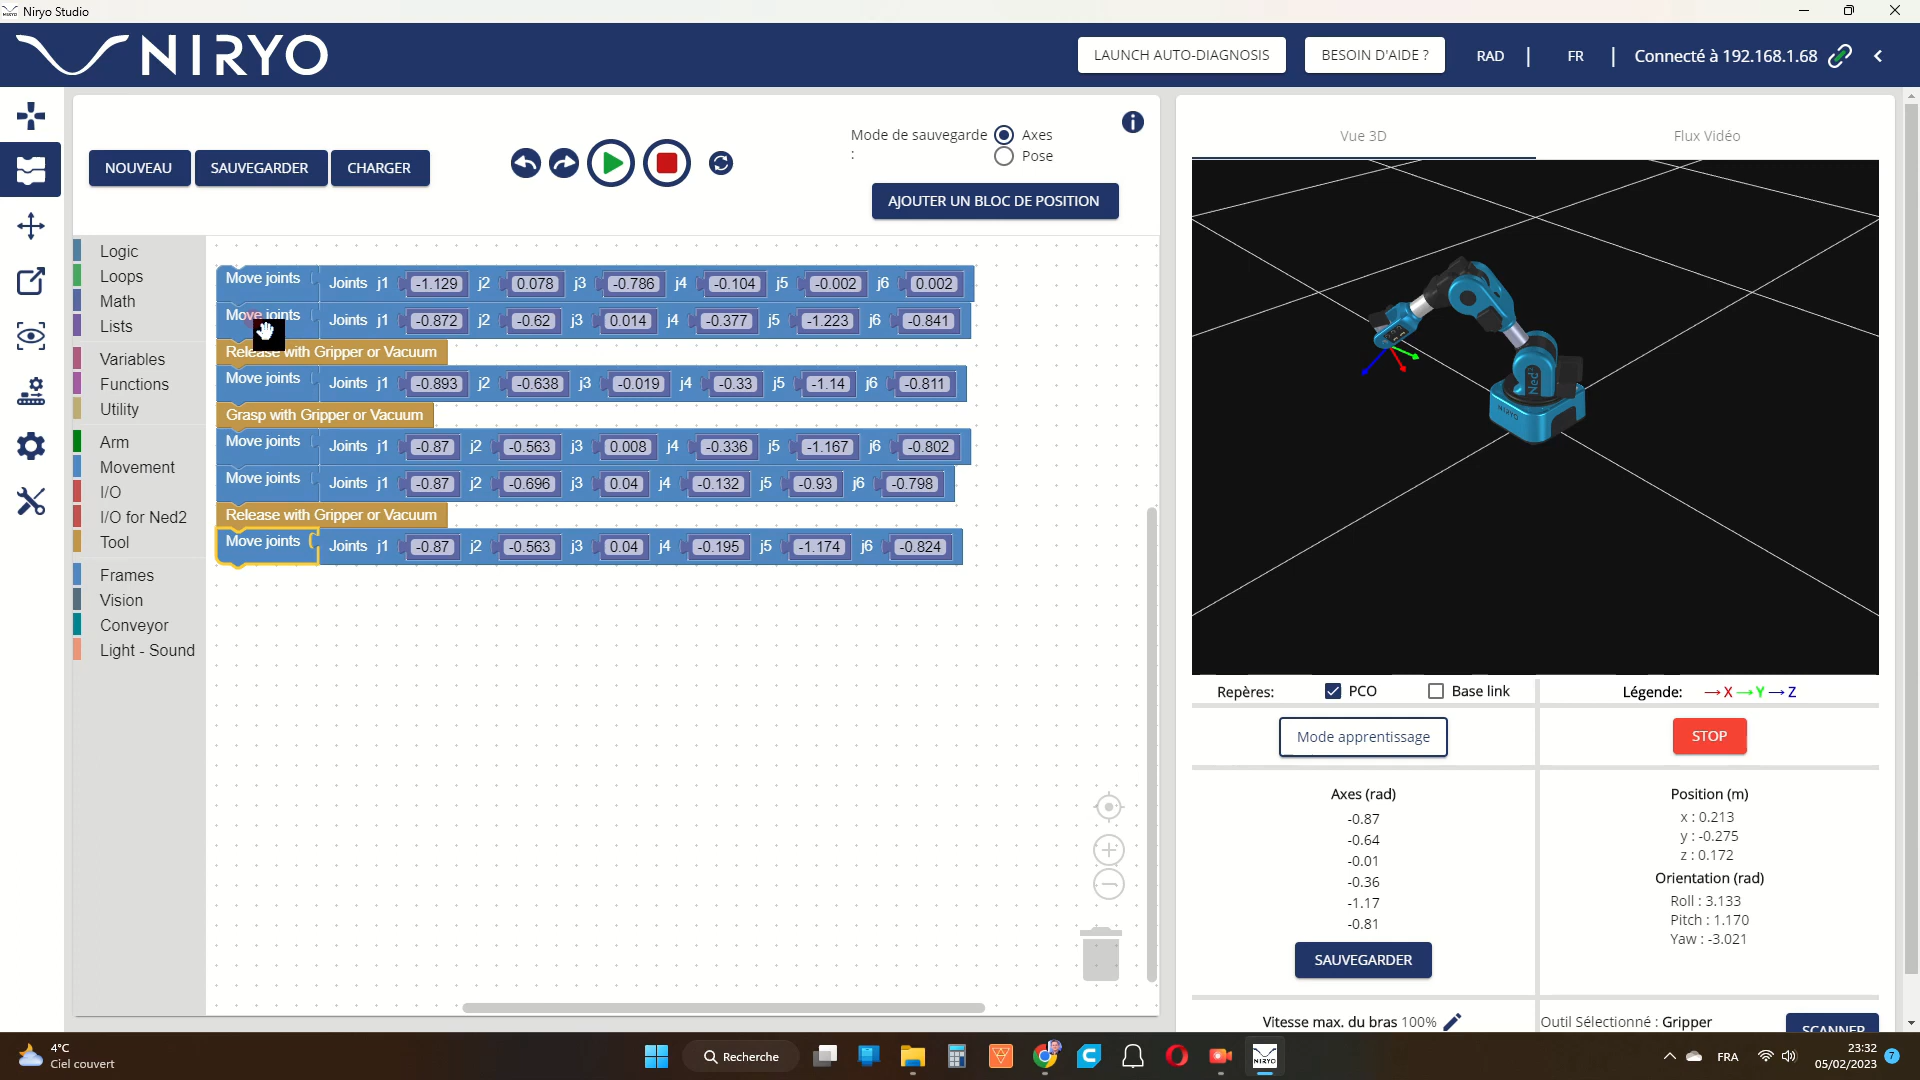 Niryo Studio
NIRYO
LAUNCH AUTO-DIAGNOSIS
BESOIN D'AIDE ?
RAD | FR | Connecté à 192.168.1.68
NOUVEAU
SAUVEGARDER
CHARGER
Mode de sauvegarde :
Axes
Pose
AJOUTER UN BLOC DE POSITION
Logic
Loops
Math
Lists
Variables
Functions
Utility
Arm
Movement
I/O
I/O for Ned2
Tool
Frames
Vision
Conveyor
Light - Sound
Move joints Joints j1 -1.129 j2 0.078 j3 -0.786 j4 -0.104 j5 -0.002 j6 0.002
Move joints Joints j1 -0.872 j2 -0.62 j3 0.014 j4 -0.377 j5 -1.223 j6 -0.841
Release with Gripper or Vacuum
Move joints Joints j1 -0.893 j2 -0.638 j3 -0.019 j4 -0.33 j5 -1.14 j6 -0.811
Grasp with Gripper or Vacuum
Move joints Joints j1 -0.87 j2 -0.563 j3 0.008 j4 -0.336 j5 -1.167 j6 -0.802
Move joints Joints j1 -0.87 j2 -0.696 j3 0.04 j4 -0.132 j5 -0.93 j6 -0.798
Release with Gripper or Vacuum
Move joints Joints j1 -0.87 j2 -0.563 j3 0.04 j4 -0.195 j5 -1.174 j6 -0.824
Vue 3D
Flux Vidéo
Ned2
NIRYO
Repères: PCO Base link
Légende: X Y Z
Mode apprentissage
STOP
Axes (rad)
-0.87
-0.64
-0.01
-0.36
-1.17
-0.81
SAUVEGARDER
Position (m)
x : 0.213
y : -0.275
z : 0.172
Orientation (rad)
Roll : 3.133
Pitch : 1.170
Yaw : -3.021
Vitesse max. du bras 100%
Outil Sélectionné : Gripper
SCANNER
4°C
Ciel couvert
Recherche
FRA
23:32
05/02/2023
7